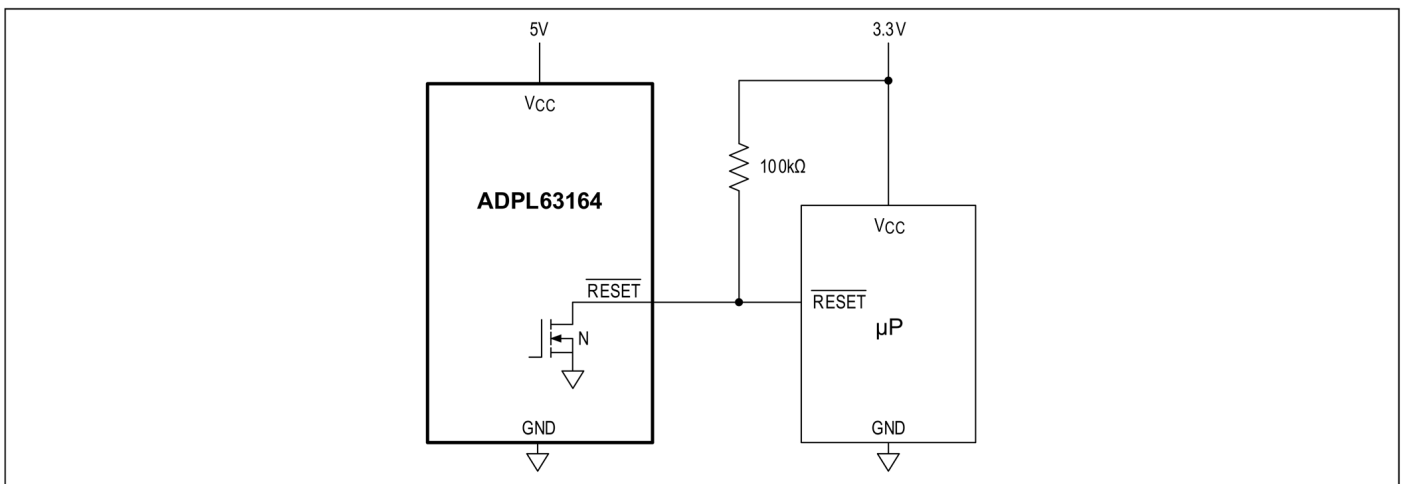 5V
3.3V
VCC
100kΩ
ADPL63164
VCC
RESET
RESET
N
µP
GND
GND